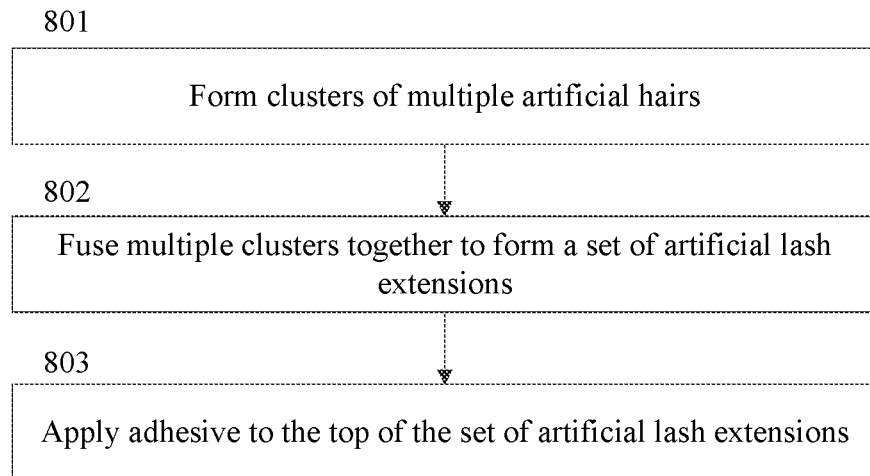 801
Form clusters of multiple artificial hairs
802
Fuse multiple clusters together to form a set of artificial lash
extensions
803
Apply adhesive to the top of the set of artificial lash extensions